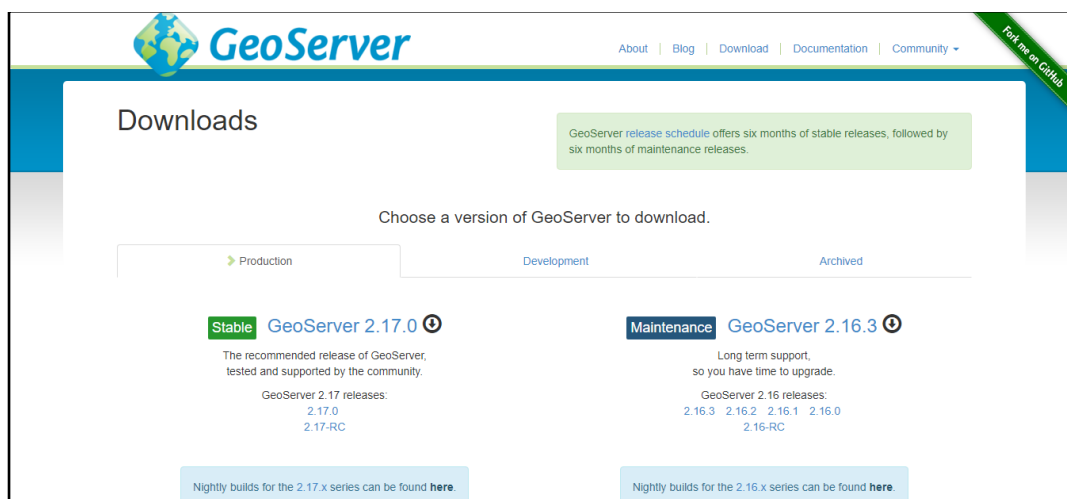 GeoServer
About | Blog | Download | Documentation | Community
Fork me on GitHub
Downloads
GeoServer release schedule offers six months of stable releases, followed by
six months of maintenance releases.
Choose a version of GeoServer to download.
Production
Development
Archived
Stable GeoServer 2.17.0
The recommended release of GeoServer,
tested and supported by the community.
GeoServer 2.17 releases:
2.17.0
2.17-RC
Nightly builds for the 2.17.x series can be found here.
Maintenance GeoServer 2.16.3
Long term support,
so you have time to upgrade.
GeoServer 2.16 releases:
2.16.3 2.16.2 2.16.1 2.16.0
2.16-RC
Nightly builds for the 2.16.x series can be found here.